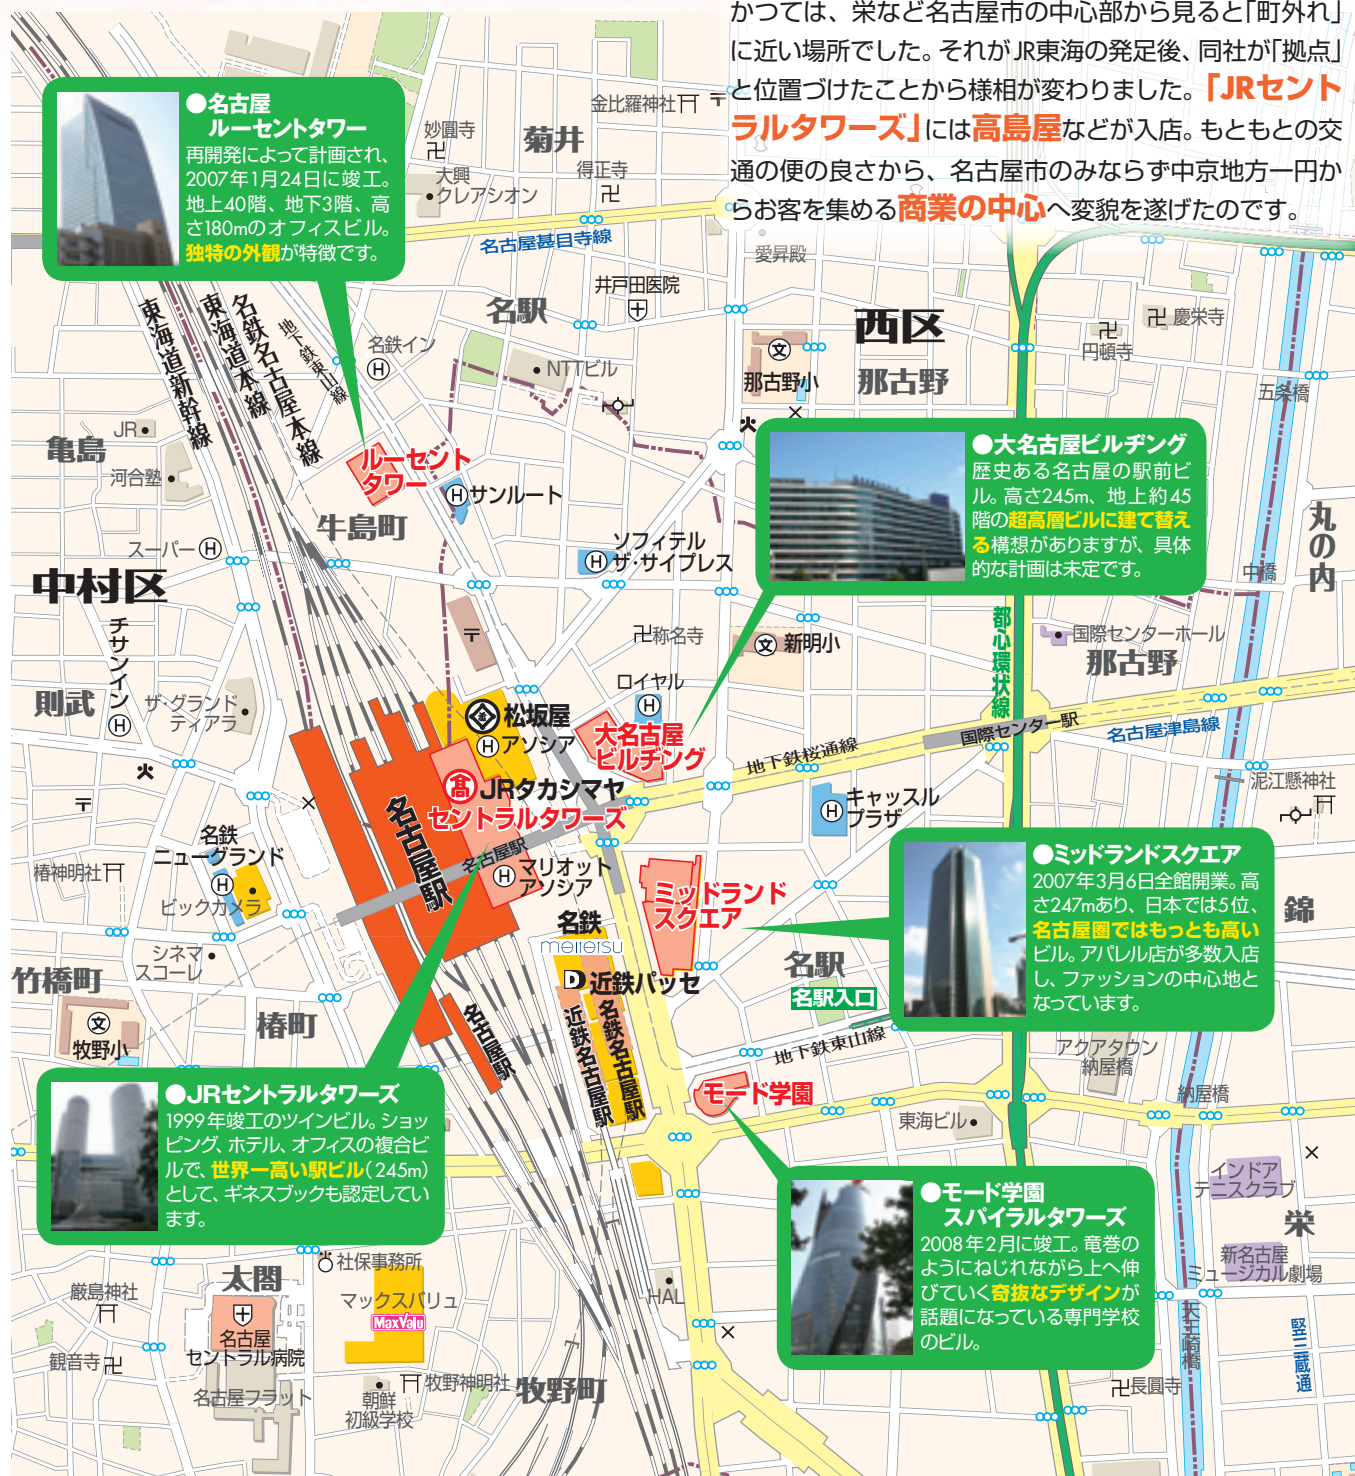 かつては、栄など名古屋市の中心部から見ると「町外れ」
に近い場所でした。それがJR東海の発足後、同社が「拠点」
と位置づけたことから様相が変わりました。「JRセント
ラルタワーズ」には高島屋などが入店。もともとの交
通の便の良さから、名古屋市のみならず中京地方一円か
らお客を集める商業の中心へ変貌を遂げたのです。
●名古屋
ルーセントタワー
再開発によって計画され、
2007年1月24日に竣工。
地上40階、地下3階、高
さ180mのオフィスビル。
独特の外観が特徴です。
金比羅神社
妙圓寺
菊井
大興
クレアシオン
得正寺
名古屋甚目寺線
愛昇殿
井戸田医院
名駅
西区
慶栄寺
円頓寺
東海道新幹線
東海道本線
名鉄名古屋本線
地下鉄東山線
名鉄イン
NTTビル
那古野小
那古野
五条橋
亀島
JR
河合塾
ルーセント
タワー
サンルート
牛島町
スーパー
ソフィテル
ザ・サイプレス
●大名古屋ビルヂング
歴史ある名古屋の駅前ビ
ル。高さ245m、地上約45
階の超高層ビルに建て替え
る構想がありますが、具体
的な計画は未定です。
丸の内
中橋
中村区
チサンイン
称名寺
新明小
都心環状線
国際センターホール
那古野
則武
ザ・グランド
ティアラ
ロイヤル
松坂屋
アソシア
大名古屋
ビルヂング
地下鉄桜通線
国際センター駅
名古屋津島線
JRタカシマヤ
セントラルタワーズ
泥江懸神社
キャッスル
プラザ
名鉄
ニューグランド
名古屋駅
名古屋駅
マリオット
アソシア
椿神明社
ビックカメラ
ミッドランド
スクエア
●ミッドランドスクエア
2007年3月6日全館開業。高
さ247mあり、日本では5位、
名古屋圏ではもっとも高い
ビル。アパレル店が多数入店
し、ファッションの中心地と
なっています。
錦
名鉄
meitetsu
シネマ
スコーレ
竹橋町
近鉄パッセ
名駅
名駅入口
椿町
牧野小
名古屋駅
近鉄名古屋駅
名鉄名古屋駅
地下鉄東山線
アクアタウン
納屋橋
納屋橋
モード学園
東海ビル
●JRセントラルタワーズ
1999年竣工のツインビル。ショッ
ピング、ホテル、オフィスの複合ビ
ルで、世界一高い駅ビル（245m）
として、ギネスブックも認定してい
ます。
インドア
テニスクラブ
栄
●モード学園
スパイラルタワーズ
2008年2月に竣工。竜巻の
ようにねじれながら上へ伸
びていく奇抜なデザインが
話題になっている専門学校
のビル。
新名古屋
ミュージカル劇場
天王崎橋
竪三蔵通
社保事務所
太閤
マックスバリュ
MaxValu
HAL
厳島神社
名古屋
セントラル病院
観音寺
名古屋フラット
朝鮮
初級学校
牧野神明社
牧野町
長圓寺